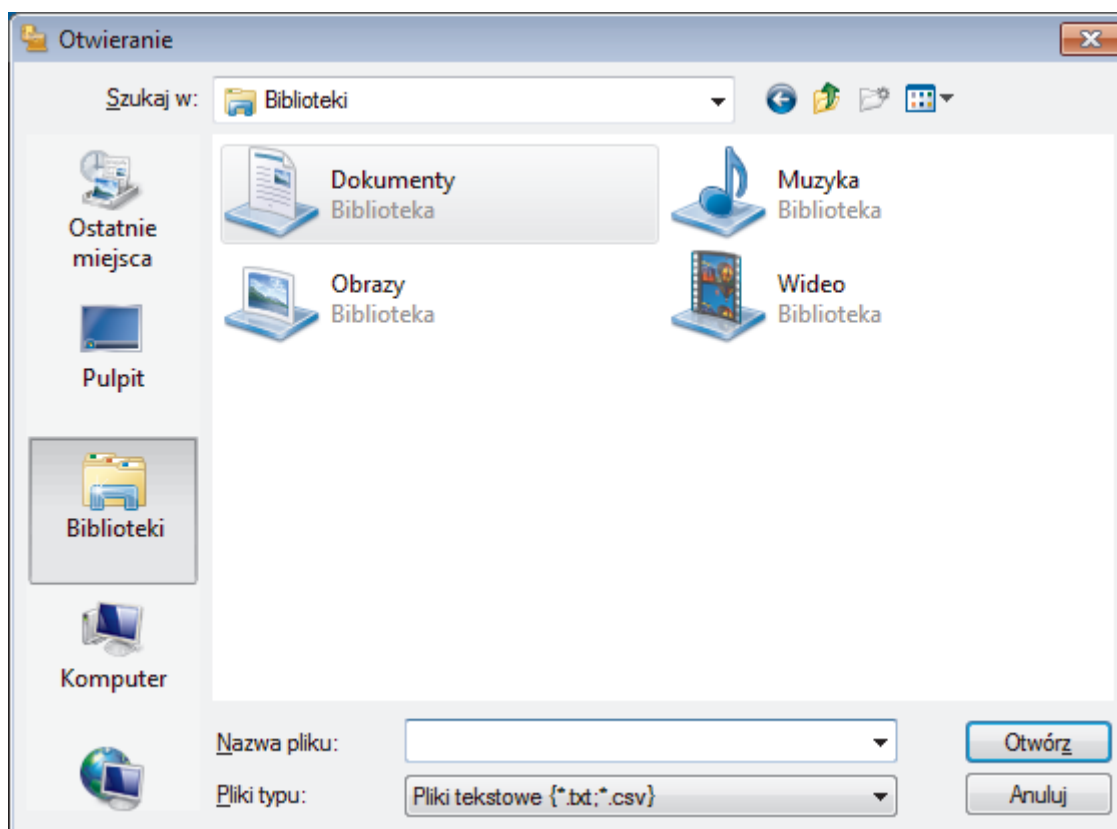 Otwieranie
Szukaj w:
Biblioteki
Ostatnie
miejsca
Pulpit
Biblioteki
Komputer
Dokumenty
Biblioteka
Muzyka
Biblioteka
Obrazy
Biblioteka
Wideo
Biblioteka
Nazwa pliku:
Otwórz
Pliki typu:
Pliki tekstowe {*.txt;*.csv}
Anuluj